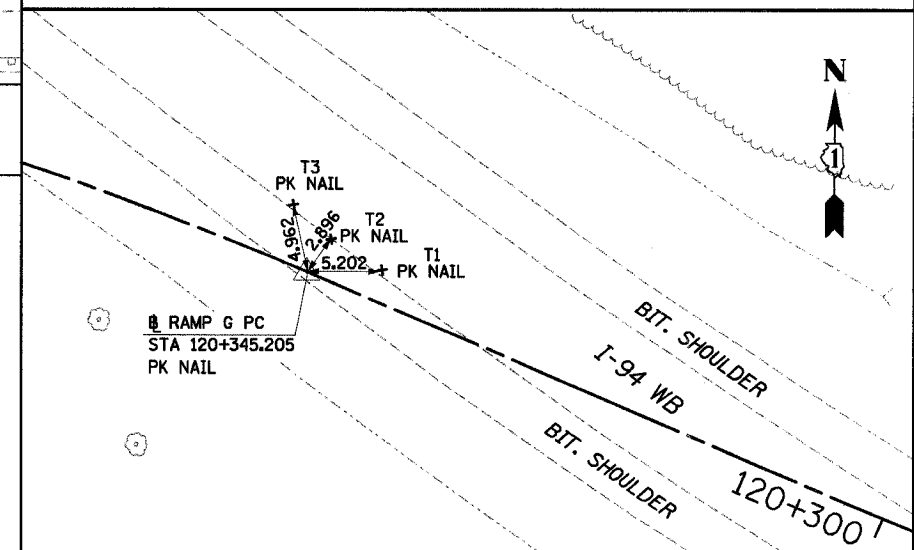 N
1
T3
PK NAIL
T2
PK NAIL
T1
PK NAIL
4.962
2.896
5.202
℄ RAMP G PC
STA 120+345.205
PK NAIL
BIT. SHOULDER
I-94 WB
BIT. SHOULDER
120+300